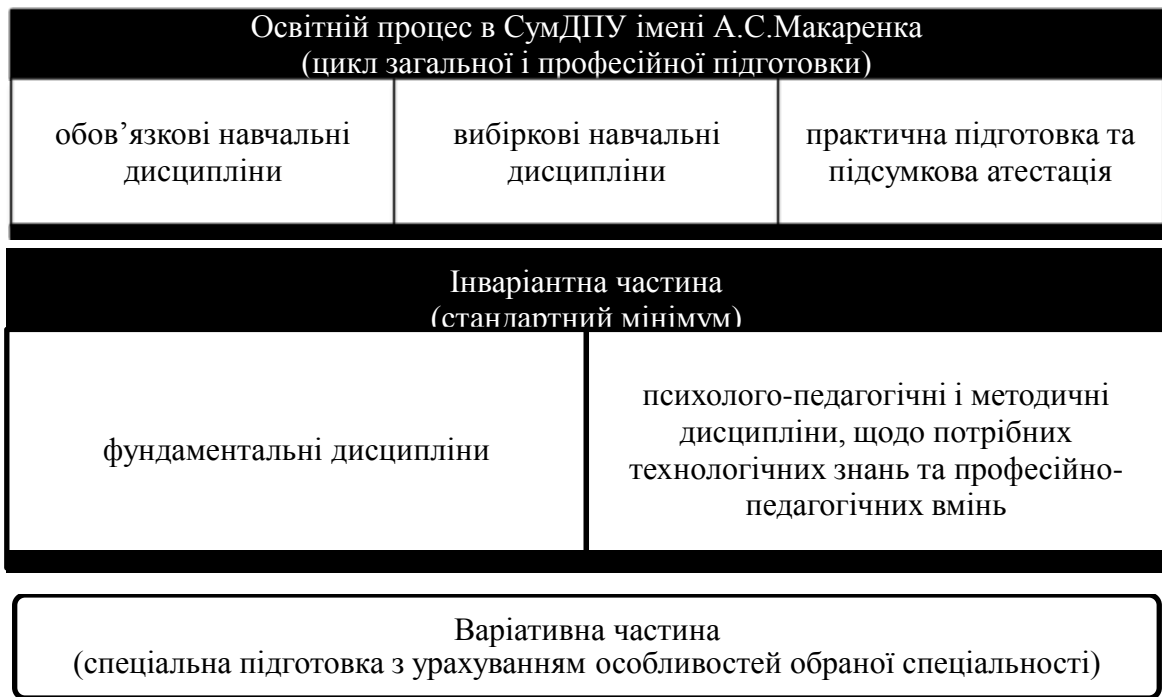 Освітній процес в СумДПУ імені А.С.Макаренка
(цикл загальної і професійної підготовки)
обов’язкові навчальні
дисципліни
вибіркові навчальні
дисципліни
практична підготовка та
підсумкова атестація
Інваріантна частина
(стандартний мінімум)
фундаментальні дисципліни
психолого-педагогічні і методичні
дисципліни, щодо потрібних
технологічних знань та професійно-
педагогічних вмінь
Варіативна частина
(спеціальна підготовка з урахуванням особливостей обраної спеціальності)